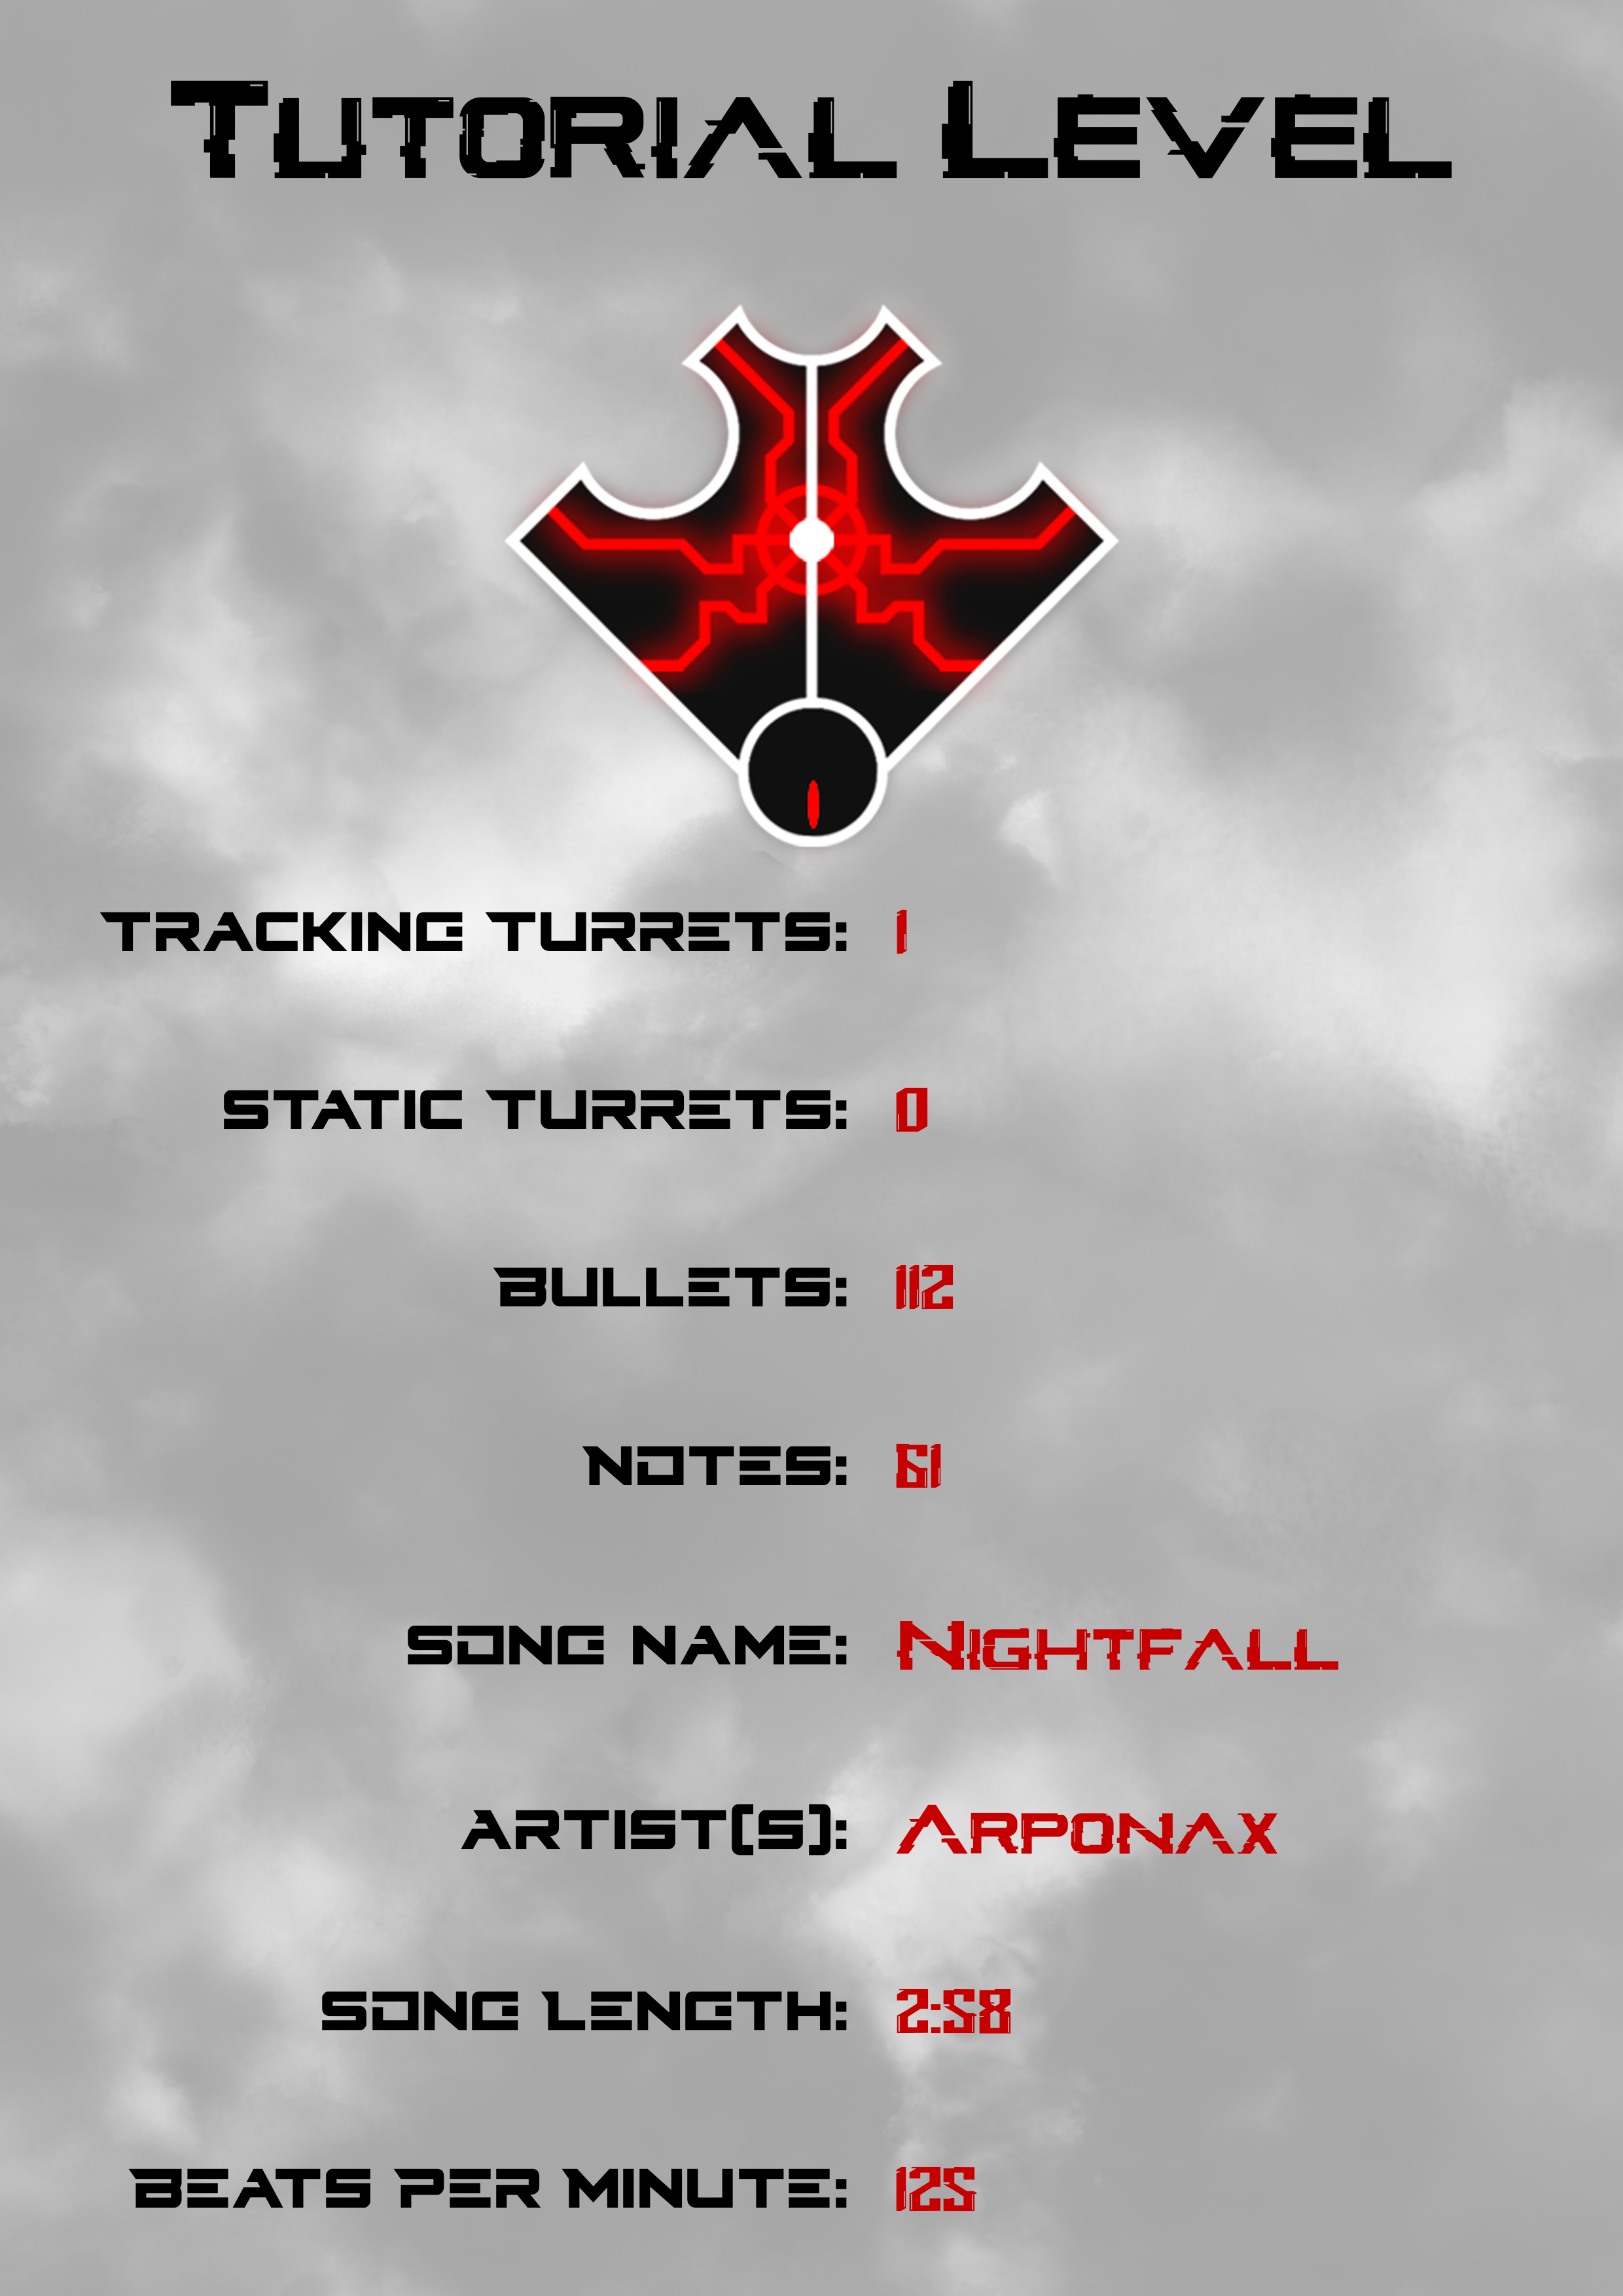 Tutorial Level
Tracking Turrets: 1
Static Turrets: 0
Bullets: 112
Notes: 61
Song Name: Nightfall
Artist(s): Arponax
Song Length: 2:58
Beats Per Minute: 125